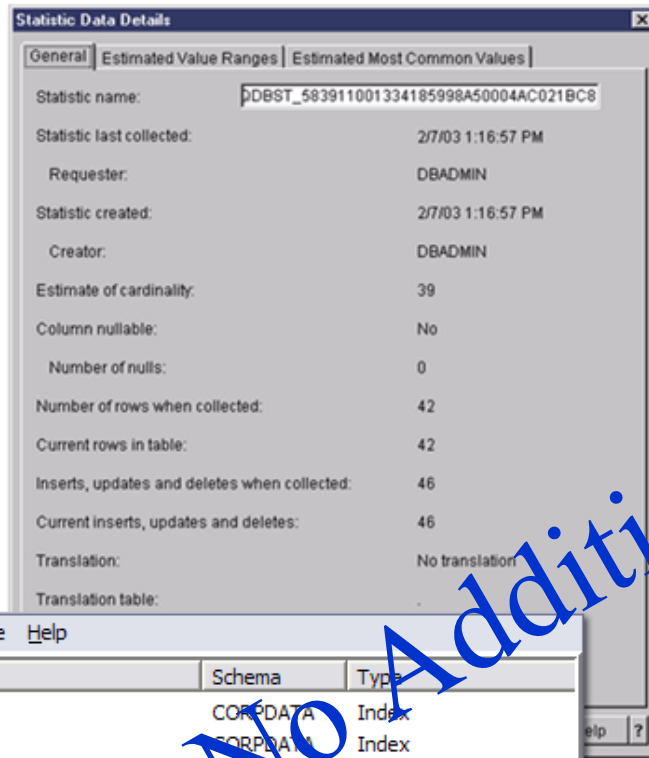 Statistic Data Details
General Estimated Value Ranges Estimated Most Common Values
Statistic name: QDBST_583911001334185998A50004AC021BC8
Statistic last collected: 2/7/03 1:16:57 PM
Requester: DBADMIN
Statistic created: 2/7/03 1:16:57 PM
Creator: DBADMIN
Estimate of cardinality: 39
Column nullable: No
Number of nulls: 0
Number of rows when collected: 42
Current rows in table: 42
Inserts, updates and deletes when collected: 46
Current inserts, updates and deletes: 46
Translation: No translation
Translation table: .
Help
Schema Type
CORPDATA Index
CORPDATA Index
elp ?
No Additi